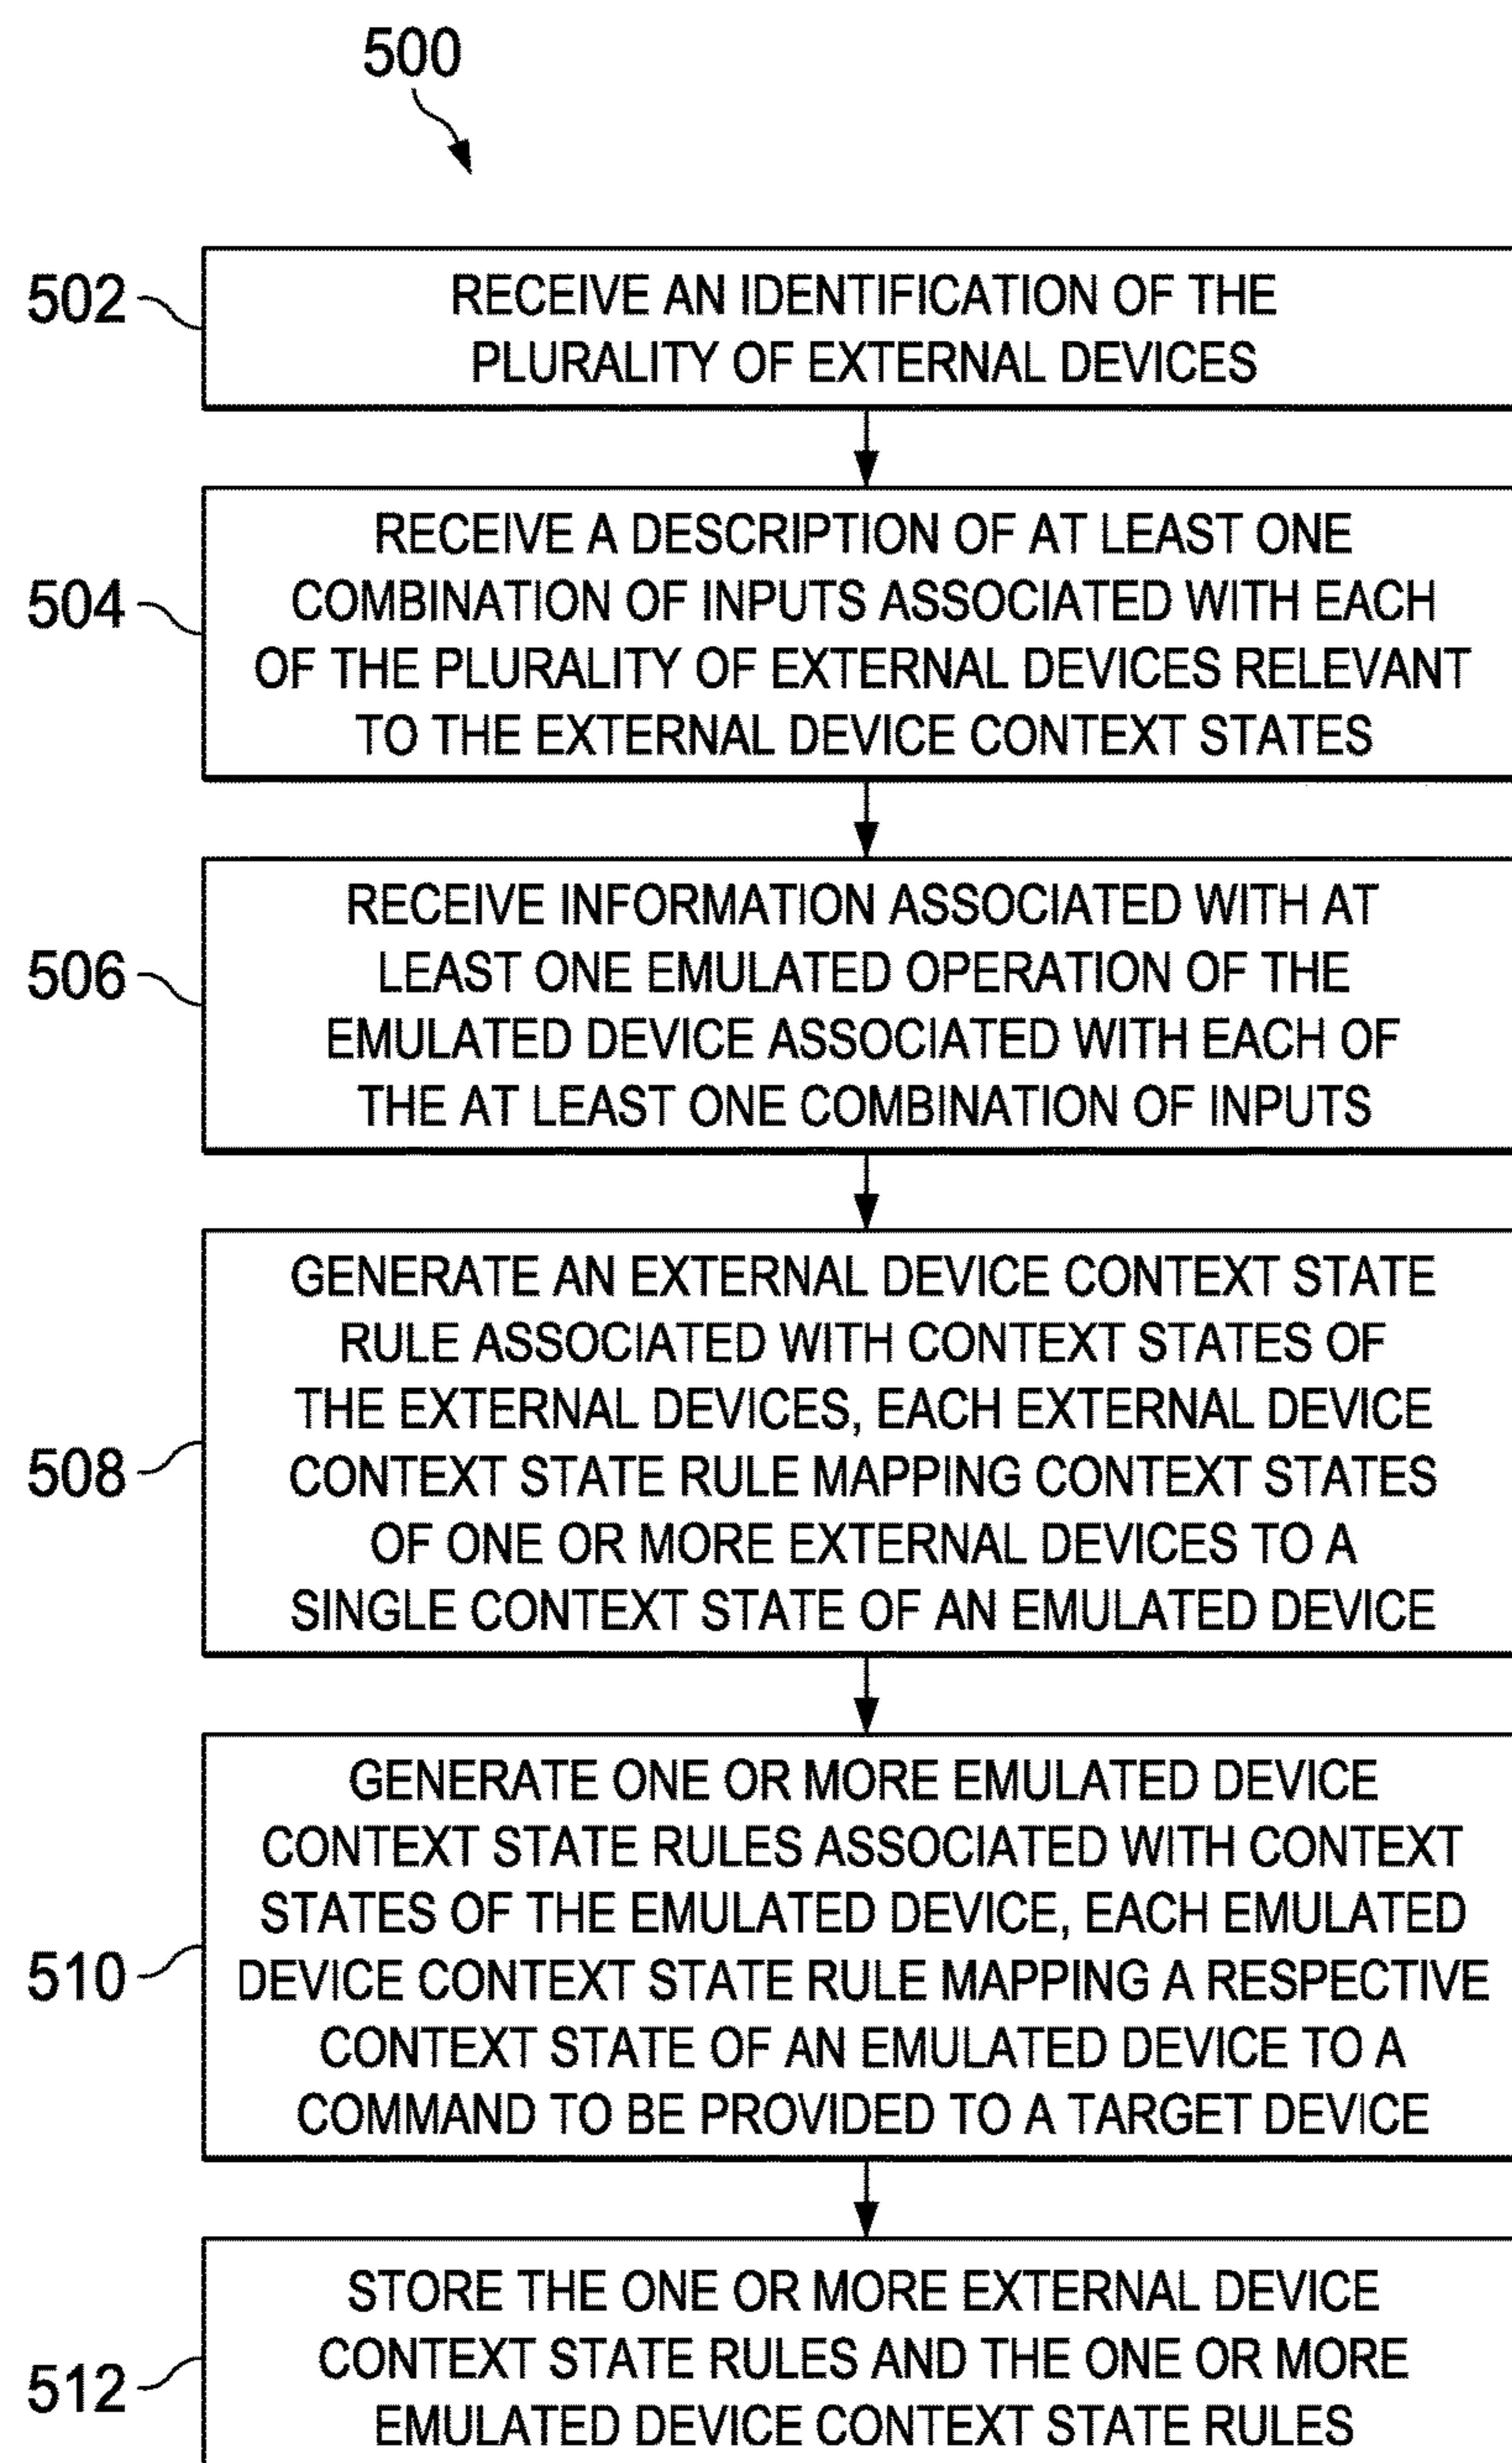 500
502
RECEIVE AN IDENTIFICATION OF THE
PLURALITY OF EXTERNAL DEVICES
504
RECEIVE A DESCRIPTION OF AT LEAST ONE
COMBINATION OF INPUTS ASSOCIATED WITH EACH
OF THE PLURALITY OF EXTERNAL DEVICES RELEVANT
TO THE EXTERNAL DEVICE CONTEXT STATES
506
RECEIVE INFORMATION ASSOCIATED WITH AT
LEAST ONE EMULATED OPERATION OF THE
EMULATED DEVICE ASSOCIATED WITH EACH OF
THE AT LEAST ONE COMBINATION OF INPUTS
508
GENERATE AN EXTERNAL DEVICE CONTEXT STATE
RULE ASSOCIATED WITH CONTEXT STATES OF
THE EXTERNAL DEVICES, EACH EXTERNAL DEVICE
CONTEXT STATE RULE MAPPING CONTEXT STATES
OF ONE OR MORE EXTERNAL DEVICES TO A
SINGLE CONTEXT STATE OF AN EMULATED DEVICE
510
GENERATE ONE OR MORE EMULATED DEVICE
CONTEXT STATE RULES ASSOCIATED WITH CONTEXT
STATES OF THE EMULATED DEVICE, EACH EMULATED
DEVICE CONTEXT STATE RULE MAPPING A RESPECTIVE
CONTEXT STATE OF AN EMULATED DEVICE TO A
COMMAND TO BE PROVIDED TO A TARGET DEVICE
512
STORE THE ONE OR MORE EXTERNAL DEVICE
CONTEXT STATE RULES AND THE ONE OR MORE
EMULATED DEVICE CONTEXT STATE RULES